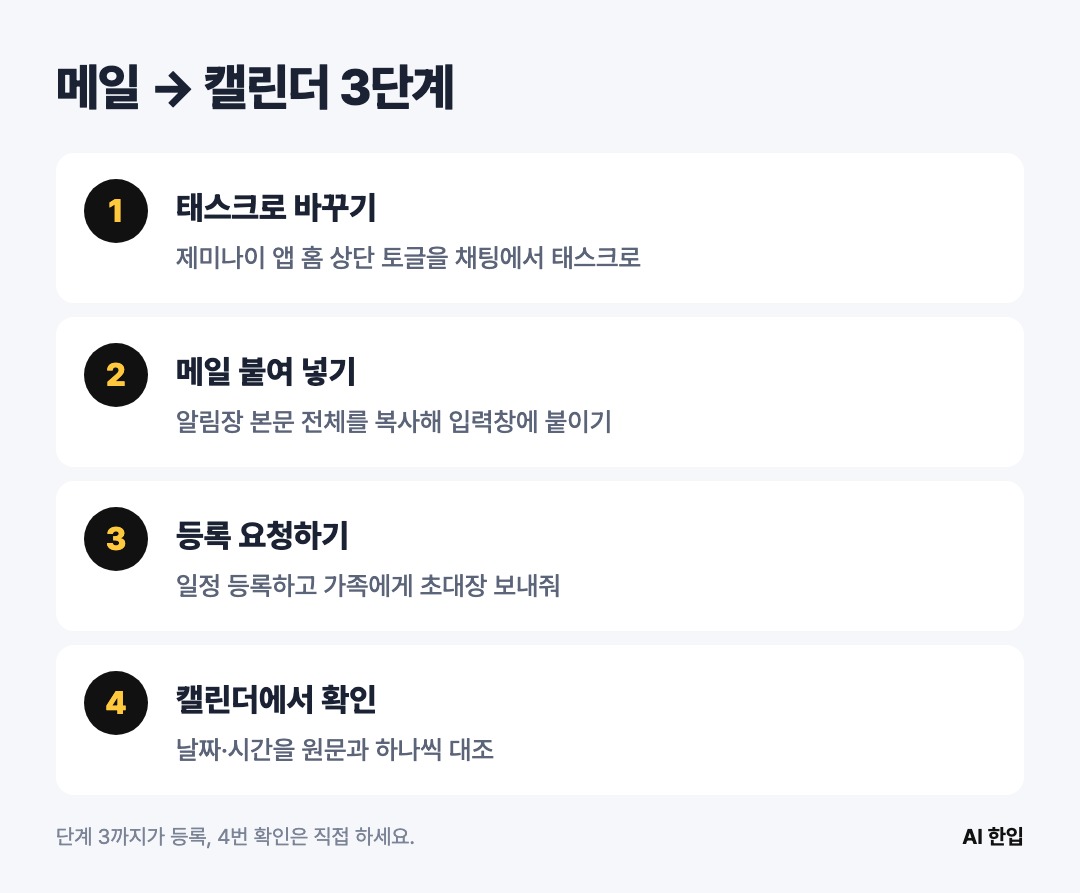 메일 → 캘린더 3단계
1
태스크로 바꾸기
제미나이 앱 홈 상단 토글을 채팅에서 태스크로
2
메일 붙여 넣기
알림장 본문 전체를 복사해 입력창에 붙이기
3
등록 요청하기
일정 등록하고 가족에게 초대장 보내줘
4
캘린더에서 확인
날짜·시간을 원문과 하나씩 대조
단계 3까지가 등록, 4번 확인은 직접 하세요.
AI 한입